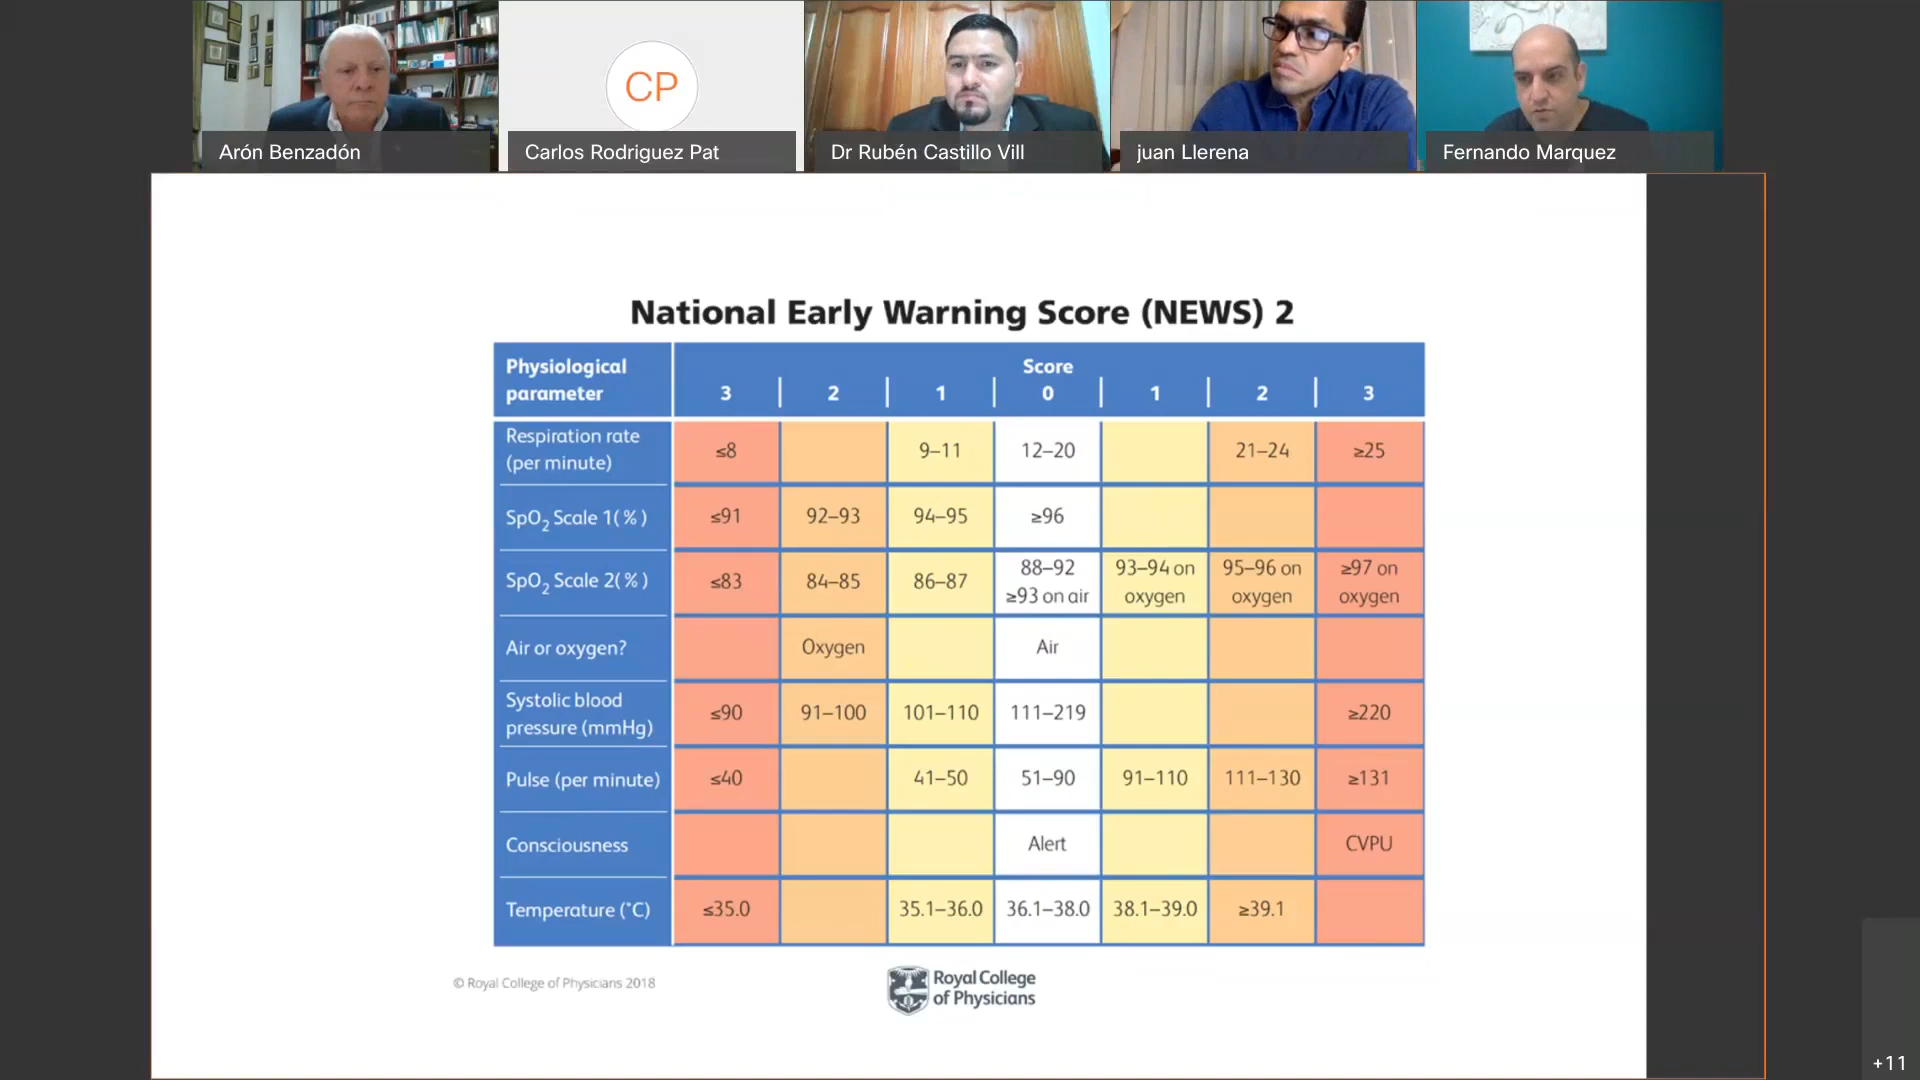 Arón Benzadón
CP
Carlos Rodriguez Pat
Dr Rubén Castillo Vill
juan Llerena
Fernando Marquez
National Early Warning Score (NEWS) 2
Physiological
parameter
Score
3 2 1 0 1 2 3
Respiration rate
(per minute)
≤8 9–11 12–20 21–24 ≥25
SpO₂ Scale 1(%) ≤91 92–93 94–95 ≥96
SpO₂ Scale 2(%) ≤83 84–85 86–87
88–92
≥93 on air
93–94 on
oxygen
95–96 on
oxygen
≥97 on
oxygen
Air or oxygen? Oxygen Air
Systolic blood
pressure (mmHg)
≤90 91–100 101–110 111–219 ≥220
Pulse (per minute) ≤40 41–50 51–90 91–110 111–130 ≥131
Consciousness Alert CVPU
Temperature (°C) ≤35.0 35.1–36.0 36.1–38.0 38.1–39.0 ≥39.1
© Royal College of Physicians 2018
Royal College
of Physicians
+11